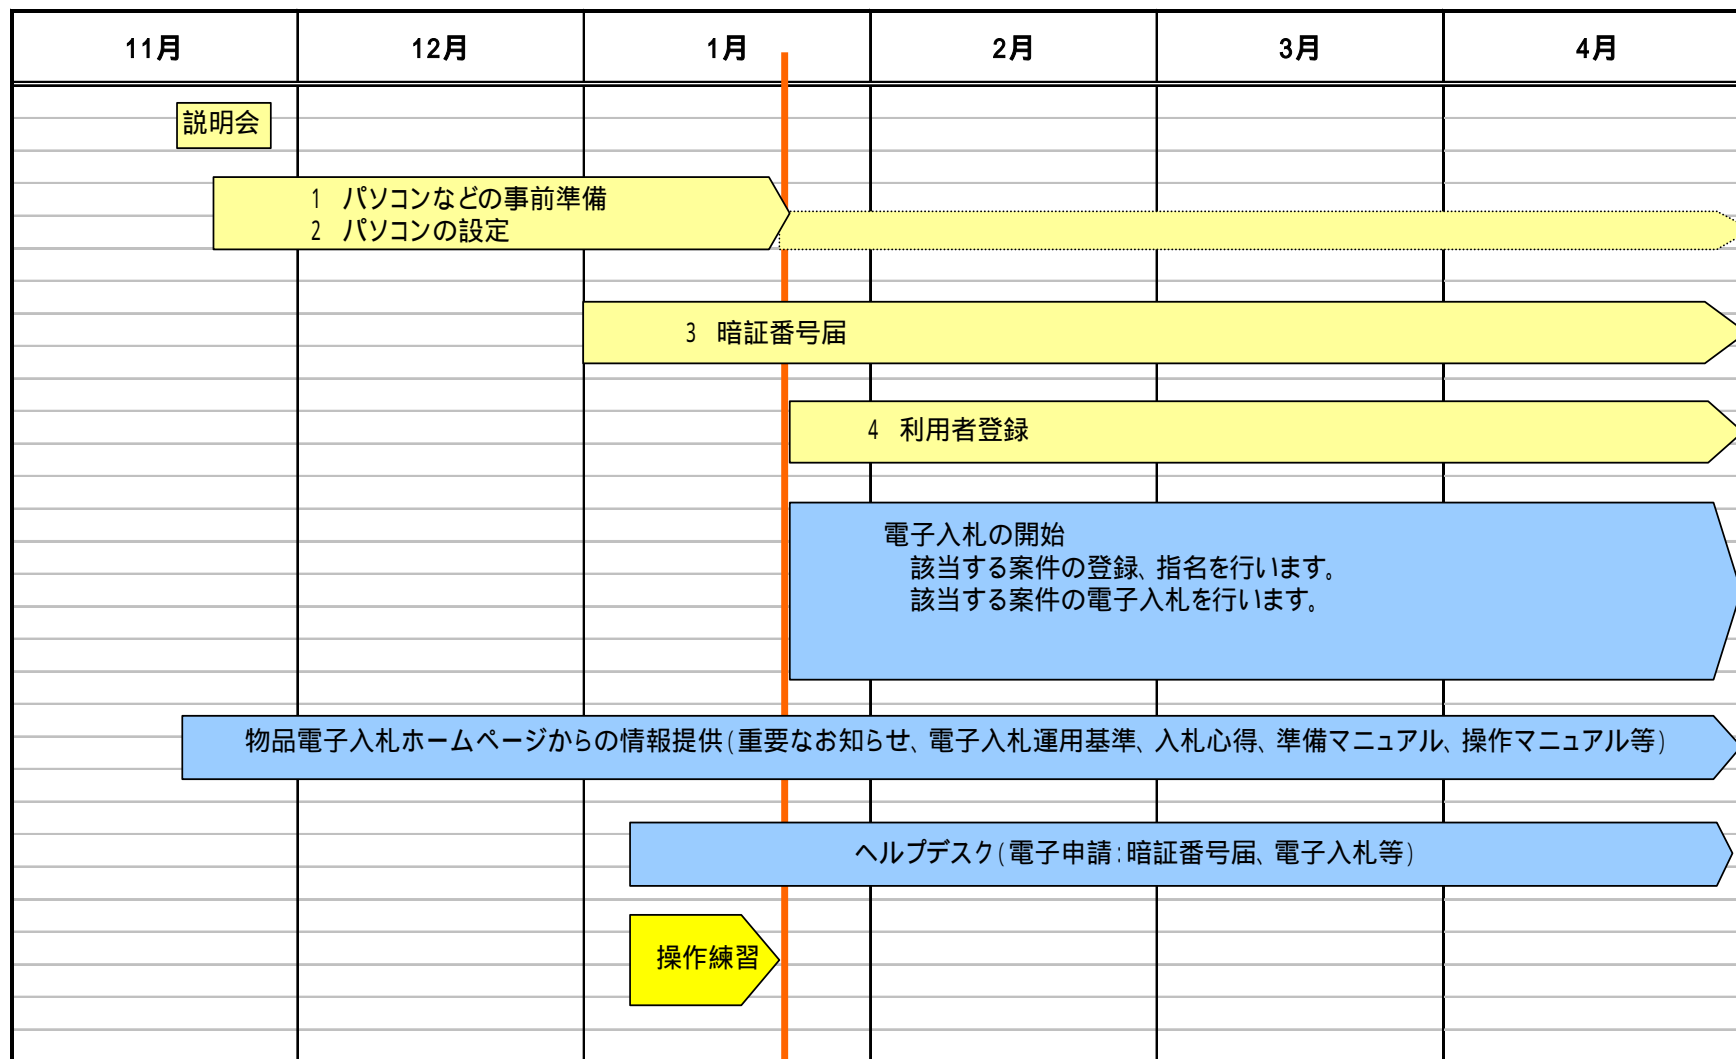 11月 12月 1月 2月 3月 4月
説明会
1 パソコンなどの事前準備
2 パソコンの設定
3 暗証番号届
4 利用者登録
電子入札の開始
該当する案件の登録、指名を行います。
該当する案件の電子入札を行います。
物品電子入札ホームページからの情報提供(重要なお知らせ、電子入札運用基準、入札心得、準備マニュアル、操作マニュアル等)
ヘルプデスク(電子申請:暗証番号届、電子入札等)
操作練習